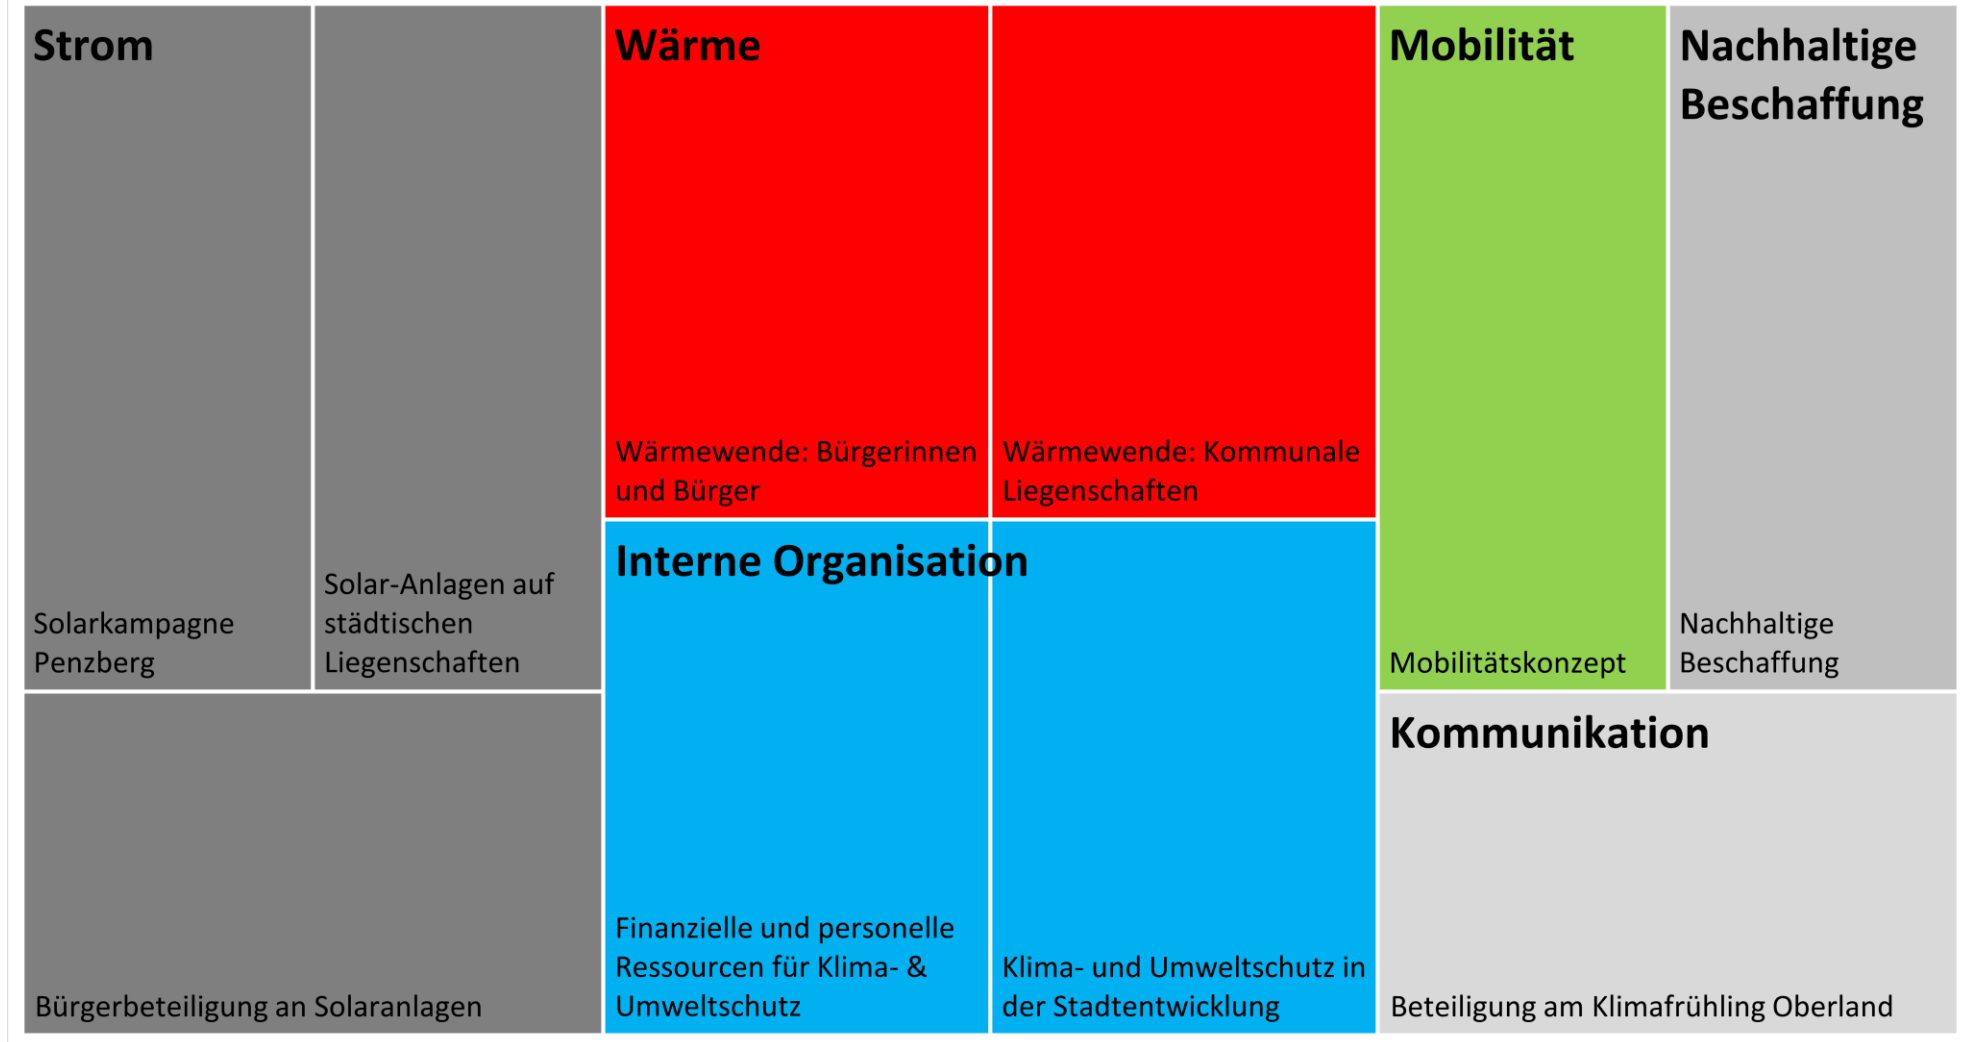 Strom
Solarkampagne
Penzberg
Solar-Anlagen auf
städtischen
Liegenschaften
Bürgerbeteiligung an Solaranlagen
Wärme
Wärmewende: Bürgerinnen
und Bürger
Wärmewende: Kommunale
Liegenschaften
Interne Organisation
Finanzielle und personelle
Ressourcen für Klima- &
Umweltschutz
Klima- und Umweltschutz in
der Stadtentwicklung
Mobilität
Mobilitätskonzept
Nachhaltige
Beschaffung
Nachhaltige
Beschaffung
Kommunikation
Beteiligung am Klimafrühling Oberland